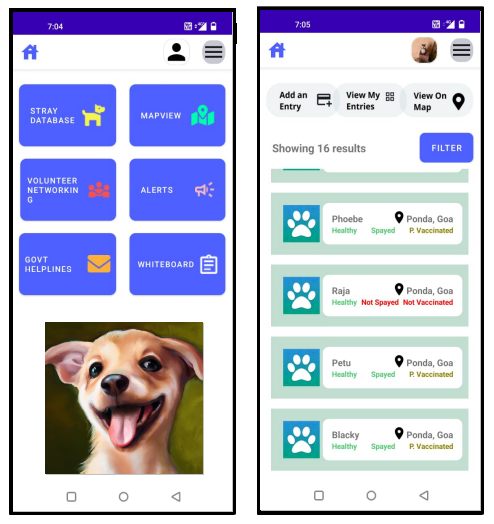 7:04
STRAY
DATABASE
MAPVIEW
VOLUNTEER
NETWORKIN
G
ALERTS
GOVT
HELPLINES
WHITEBOARD
7:05
Add an
Entry
View My
Entries
View On
Map
Showing 16 results
FILTER
Phoebe
Ponda, Goa
Healthy Spayed P. Vaccinated
Raja
Ponda, Goa
Healthy Not Spayed Not Vaccinated
Petu
Ponda, Goa
Healthy Spayed P. Vaccinated
Blacky
Ponda, Goa
Healthy Spayed P. Vaccinated